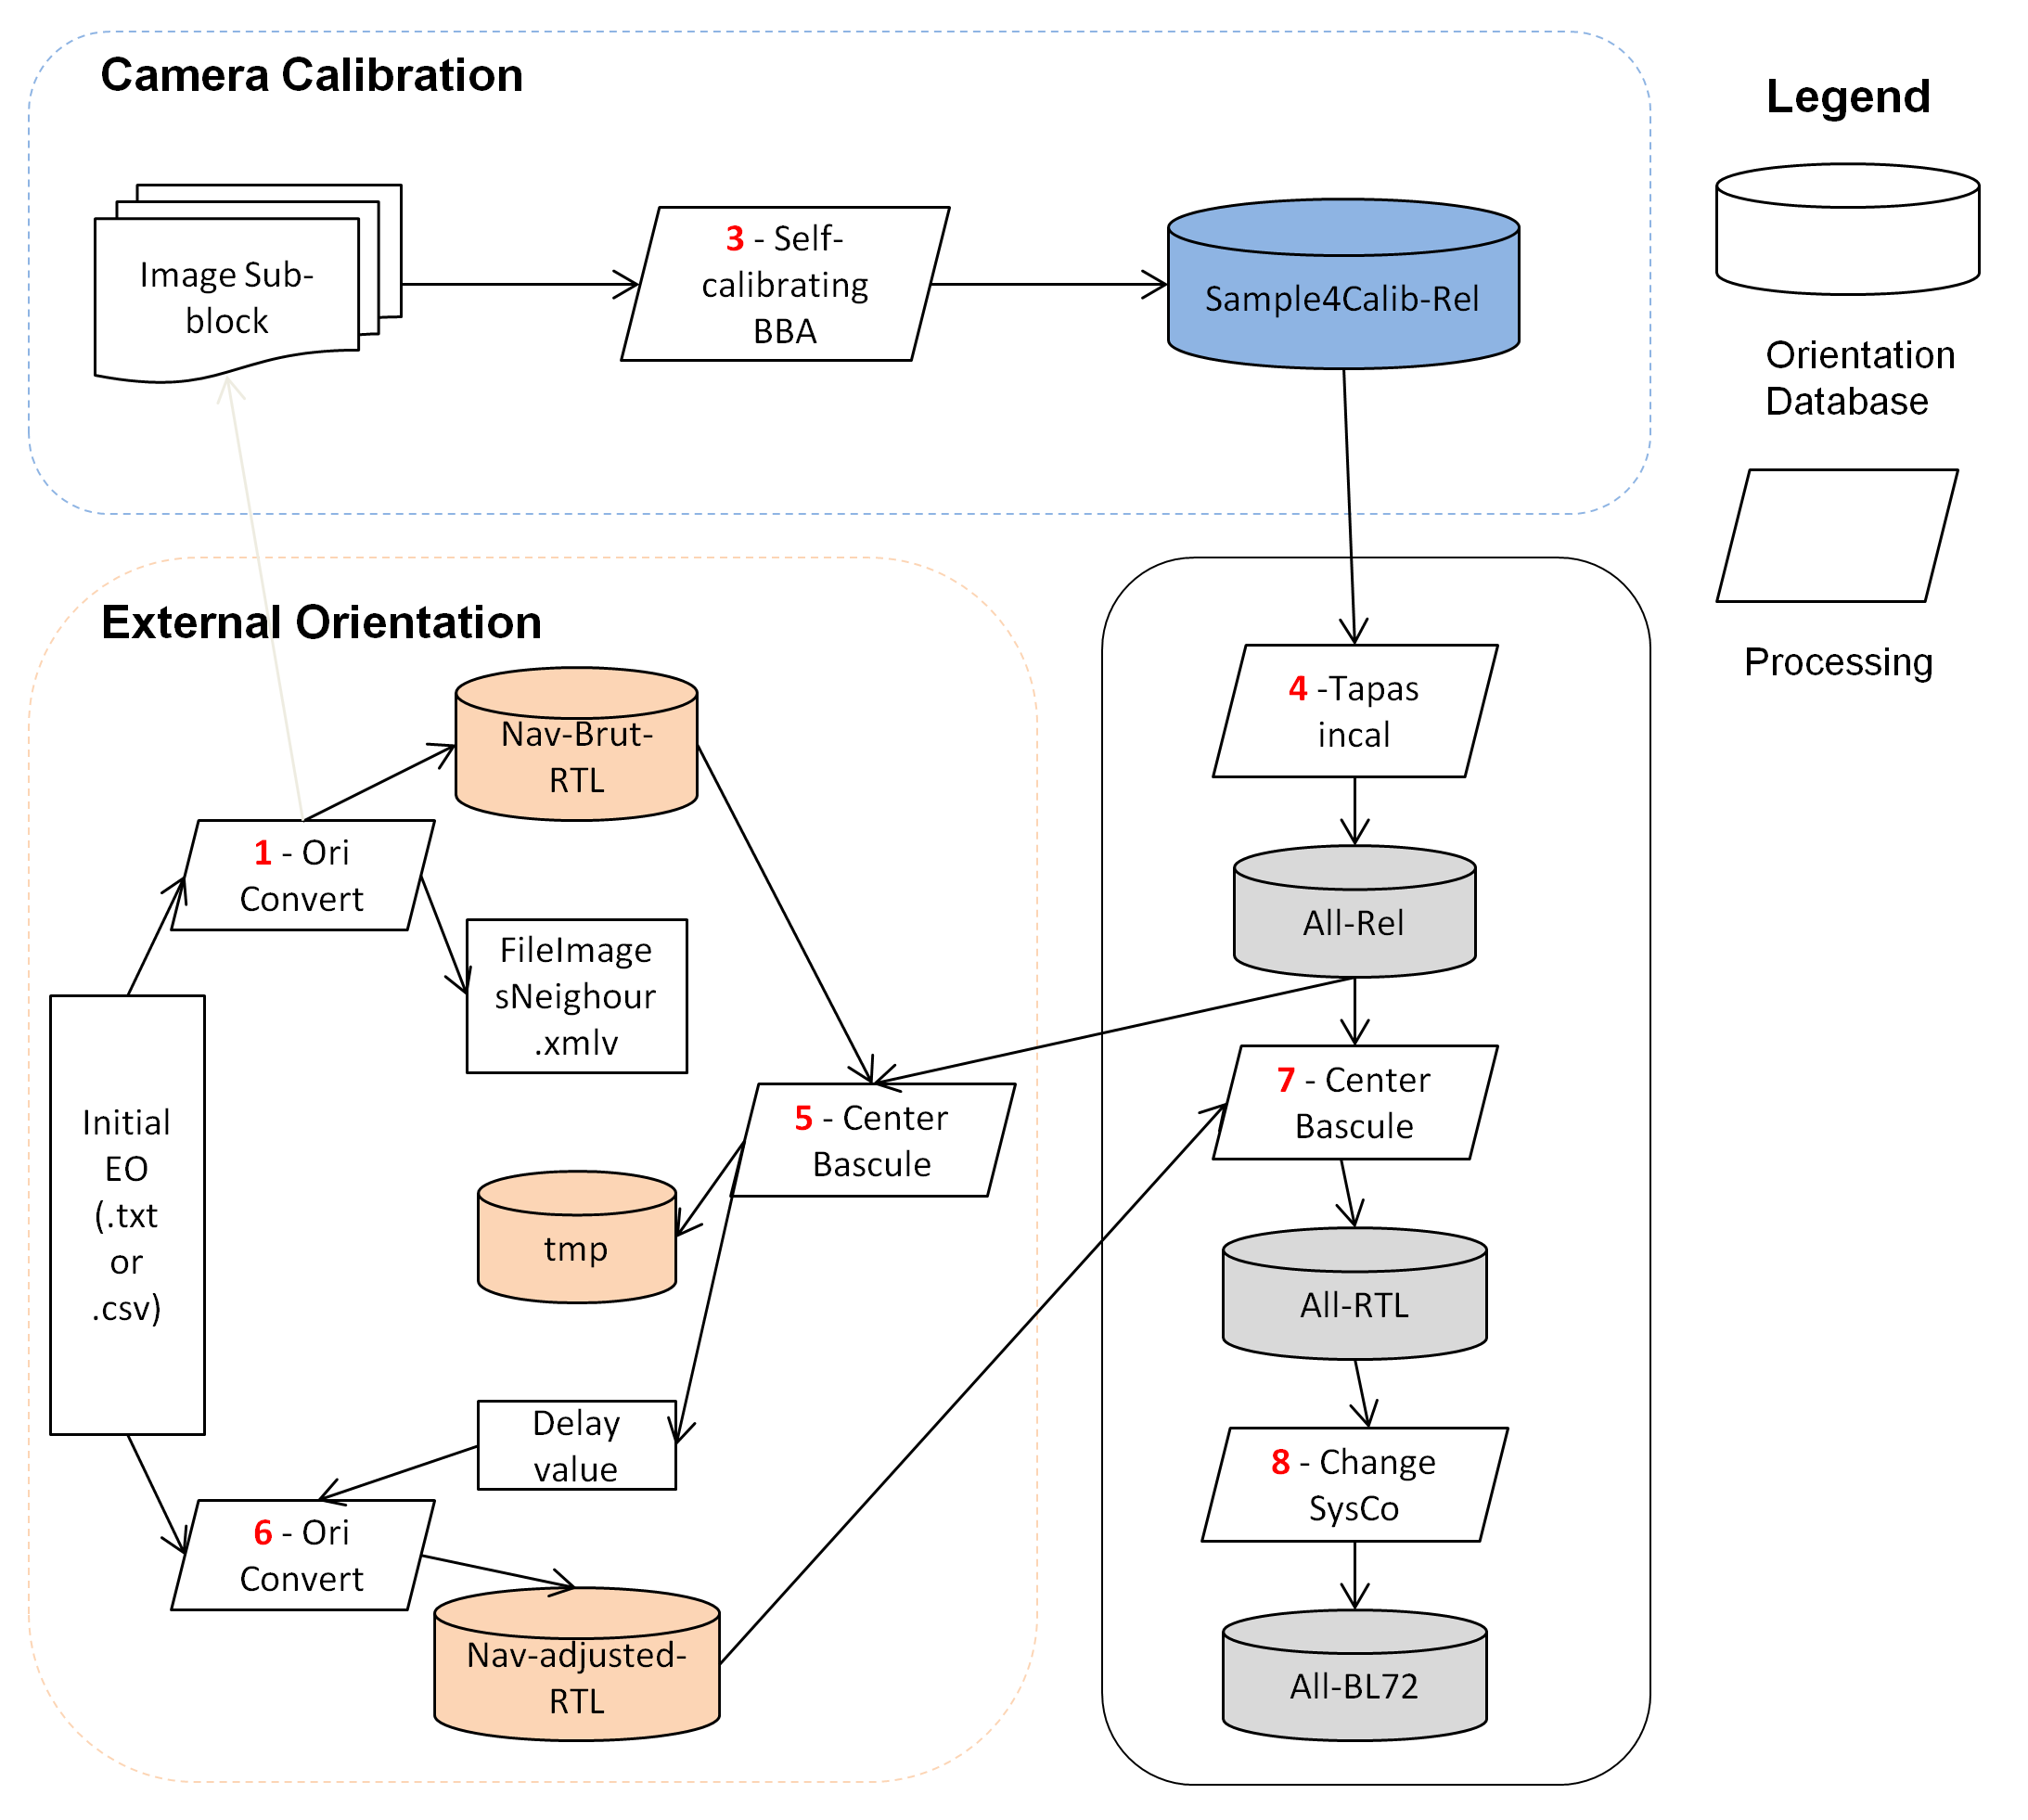 Camera Calibration
Image Sub-
block
3 - Self-
calibrating
BBA
Sample4Calib-Rel
Legend
Orientation
Database
Processing
External Orientation
Nav-Brut-
RTL
1 - Ori
Convert
FileImage
sNeighour
.xmlv
Initial
EO
(.txt
or
.csv)
5 - Center
Bascule
tmp
Delay
value
6 - Ori
Convert
Nav-adjusted-
RTL
4 -Tapas
incal
All-Rel
7 - Center
Bascule
All-RTL
8 - Change
SysCo
All-BL72